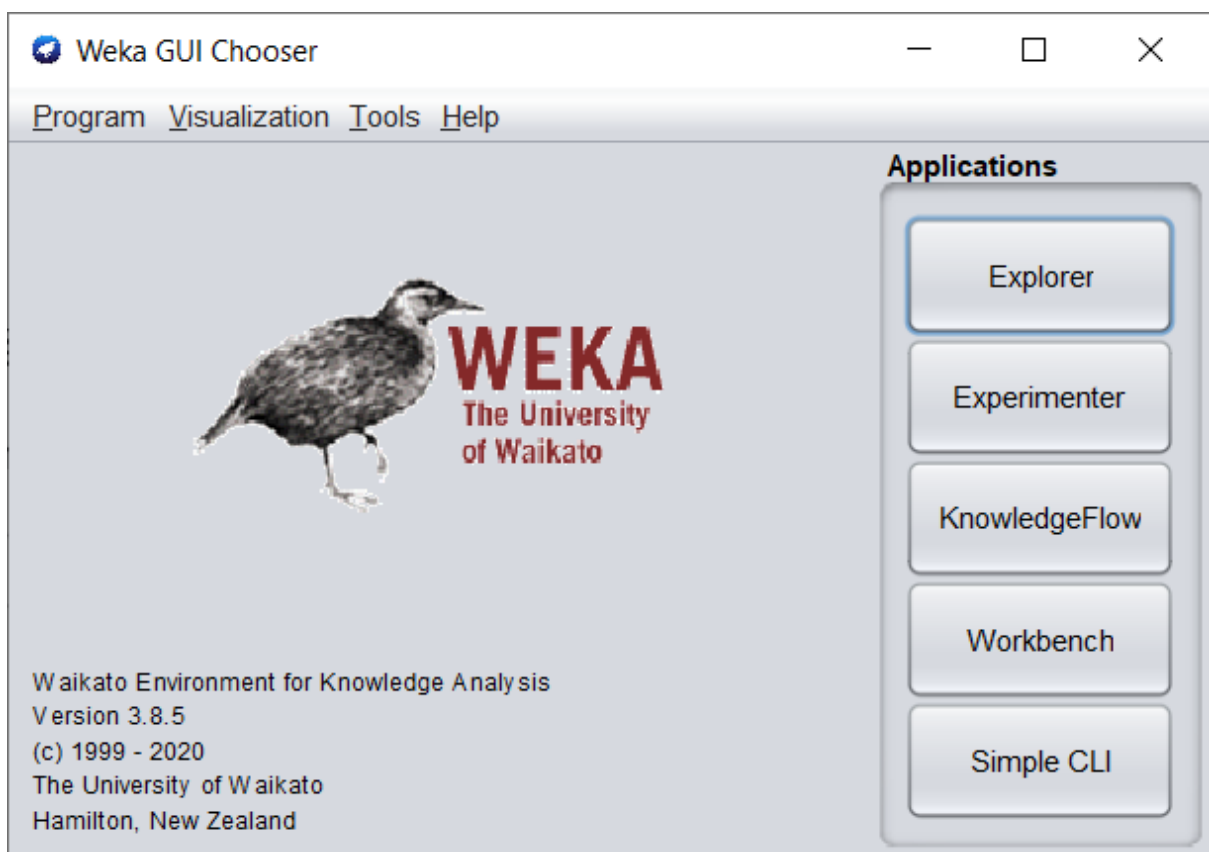 Weka GUI Chooser
Program Visualization Tools Help
Applications
Explorer
Experimenter
KnowledgeFlow
Workbench
Simple CLI
WEKA
The University
of Waikato
Waikato Environment for Knowledge Analysis
Version 3.8.5
(c) 1999 - 2020
The University of Waikato
Hamilton, New Zealand